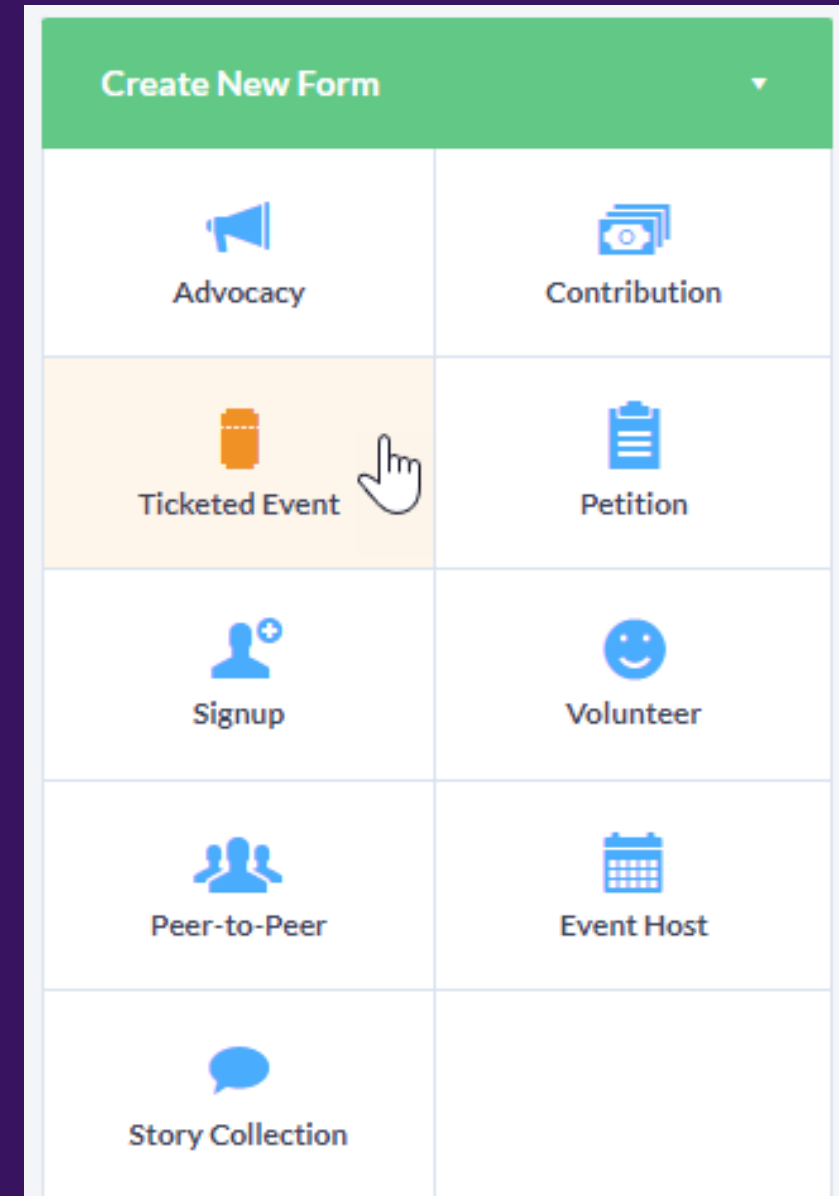 Create New Form
Advocacy
Contribution
Ticketed Event
Petition
Signup
Volunteer
Peer-to-Peer
Event Host
Story Collection